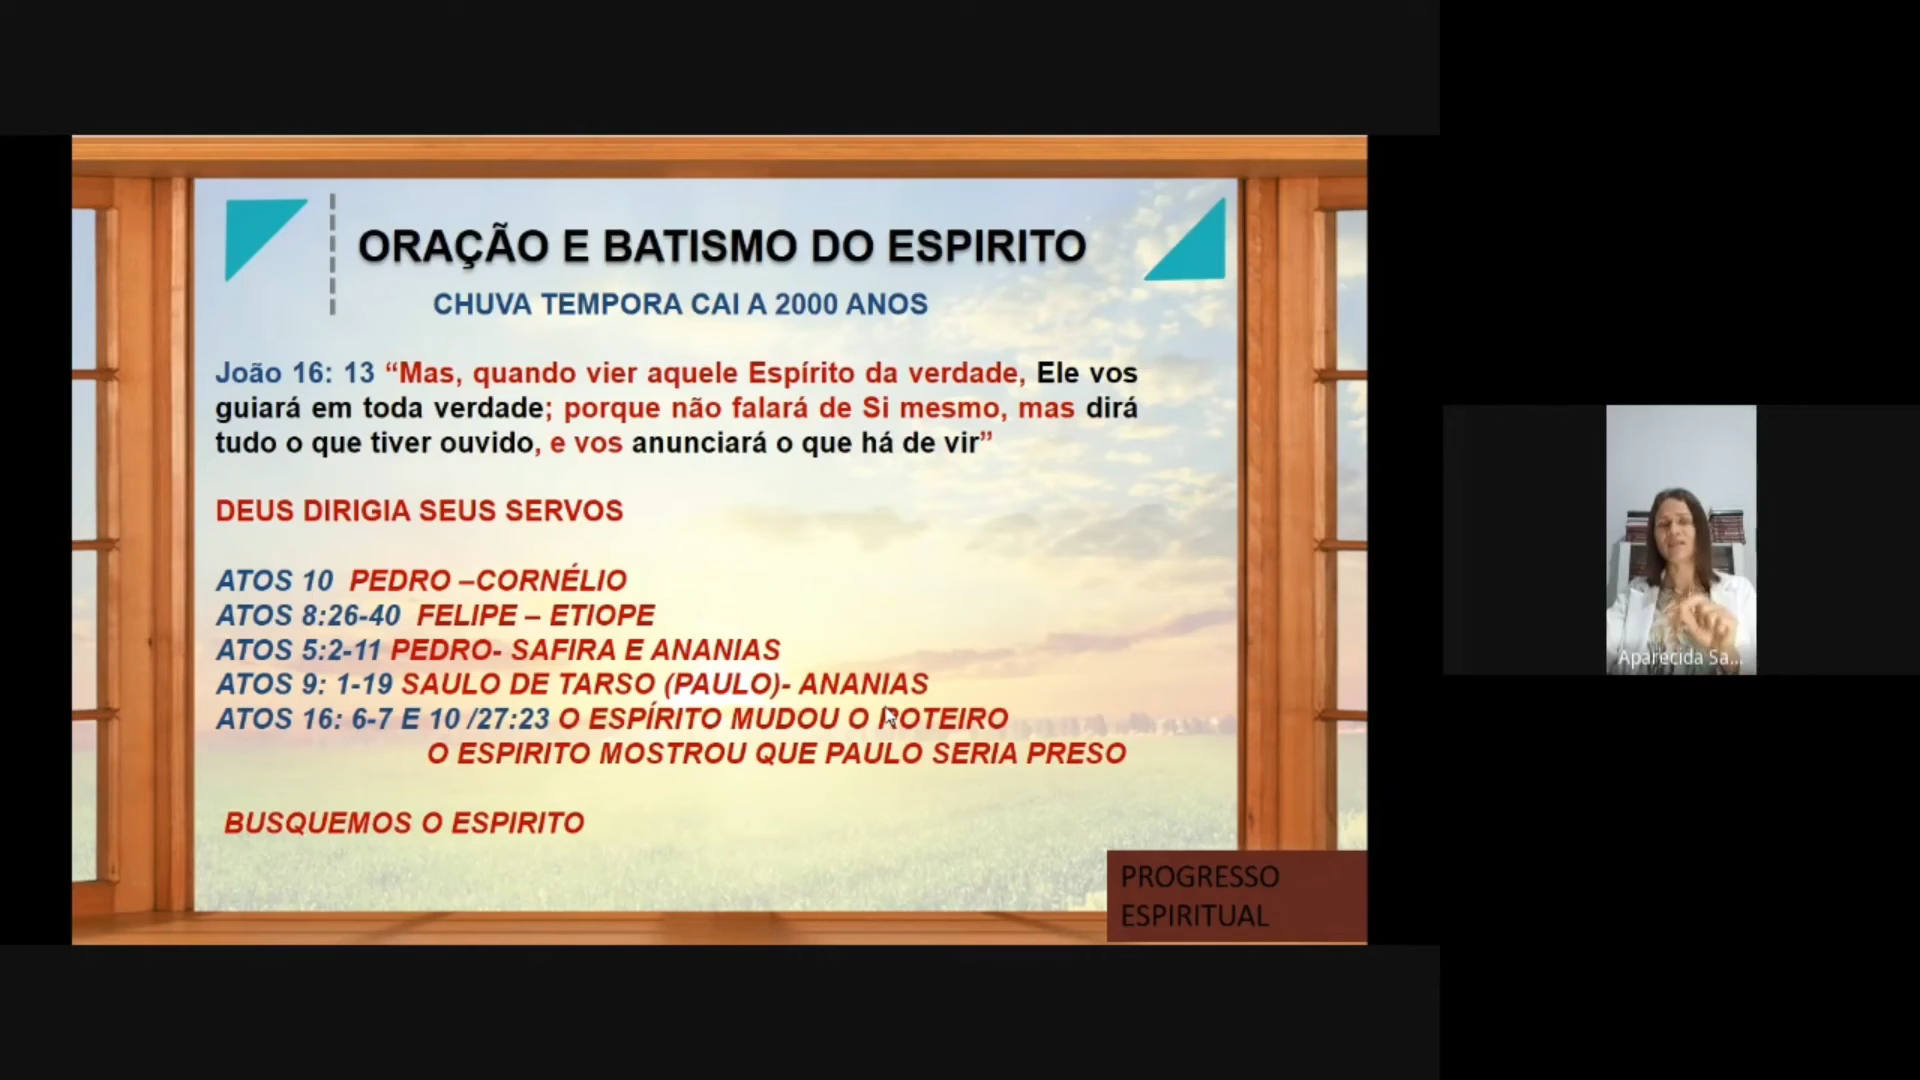 ORAÇÃO E BATISMO DO ESPIRITO
CHUVA TEMPORA CAI A 2000 ANOS
João 16: 13 “Mas, quando vier aquele Espírito da verdade, Ele vos
guiará em toda verdade; porque não falará de Si mesmo, mas dirá
tudo o que tiver ouvido, e vos anunciará o que há de vir”
DEUS DIRIGIA SEUS SERVOS
ATOS 10 PEDRO –CORNÉLIO
ATOS 8:26-40 FELIPE – ETIOPE
ATOS 5:2-11 PEDRO- SAFIRA E ANANIAS
ATOS 9: 1-19 SAULO DE TARSO (PAULO)- ANANIAS
ATOS 16: 6-7 E 10 /27:23 O ESPÍRITO MUDOU O ROTEIRO
O ESPIRITO MOSTROU QUE PAULO SERIA PRESO
BUSQUEMOS O ESPIRITO
PROGRESSO
ESPIRITUAL
Aparecida Sa...